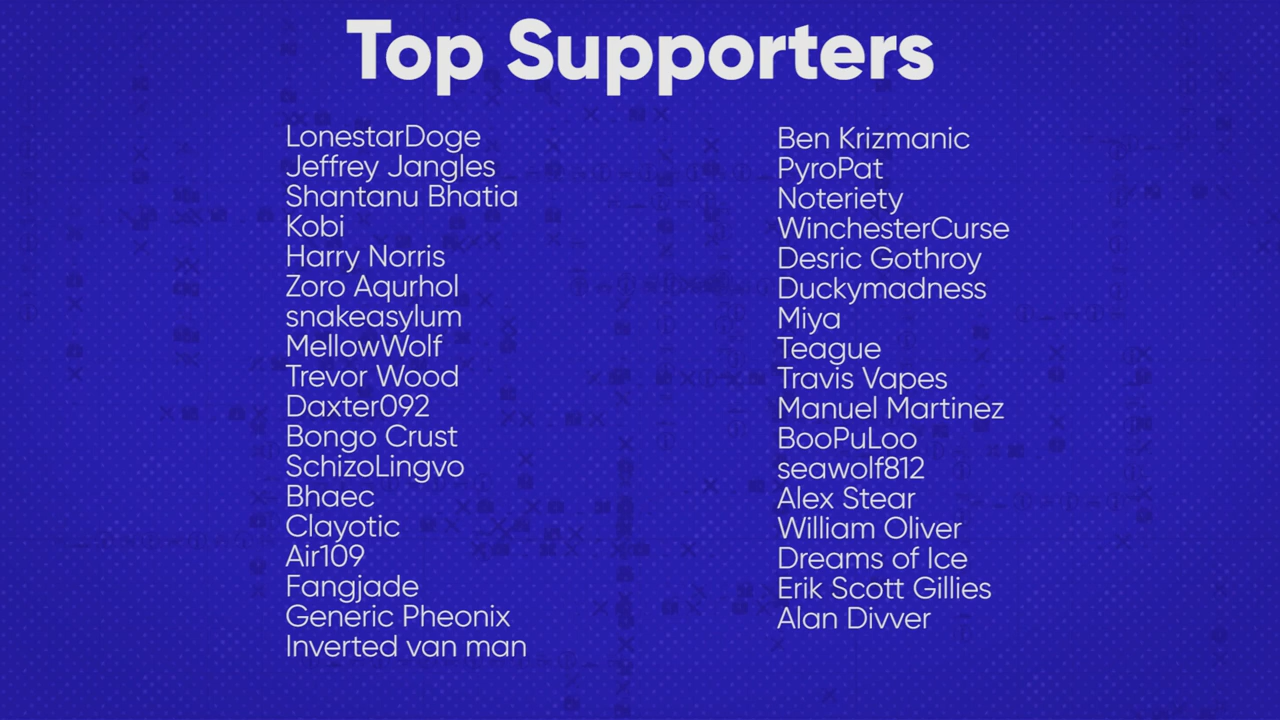 Top Supporters
LonestarDoge
Jeffrey Jangles
Shantanu Bhatia
Kobi
Harry Norris
Zoro Aqurhol
snakeasylum
MellowWolf
Trevor Wood
Daxter092
Bongo Crust
SchizoLingvo
Bhaec
Clayotic
Air109
Fangjade
Generic Pheonix
Inverted van man
Ben Krizmanic
PyroPat
Noteriety
WinchesterCurse
Desric Gothroy
Duckymadness
Miya
Teague
Travis Vapes
Manuel Martinez
BooPuLoo
seawolf812
Alex Stear
William Oliver
Dreams of Ice
Erik Scott Gillies
Alan Divver